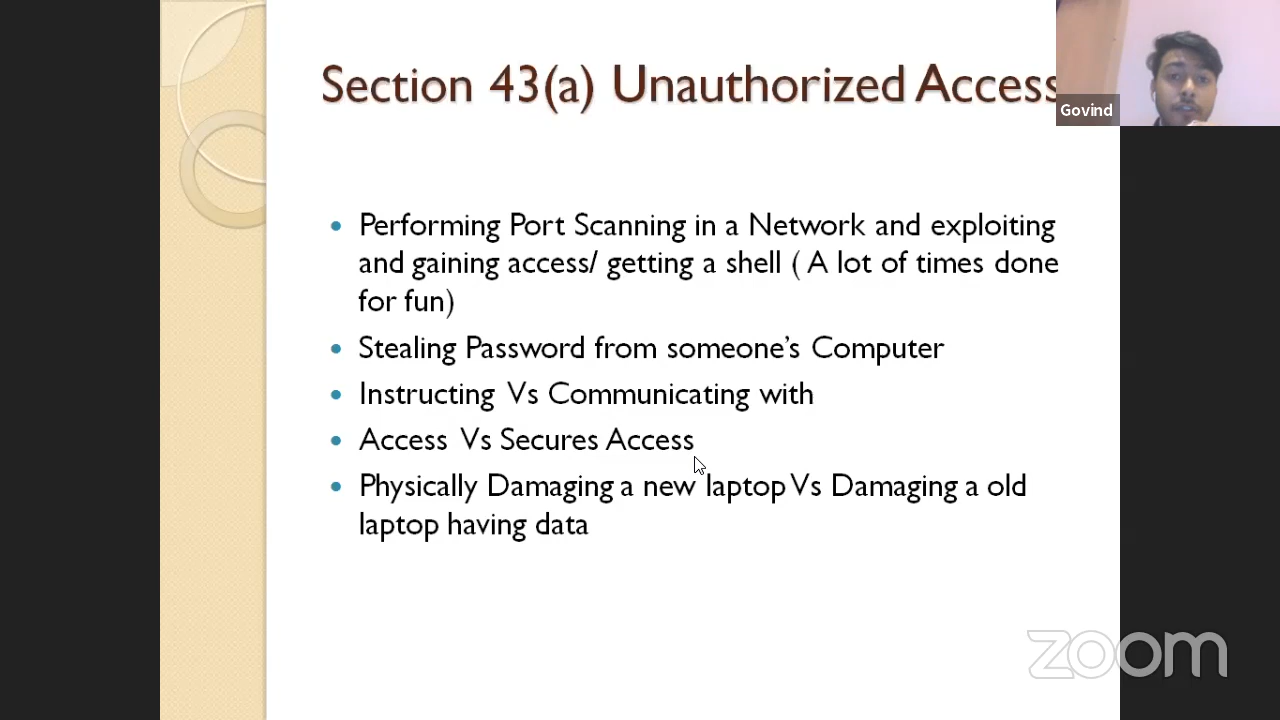 Section 43(a) Unauthorized Access
Govind
• Performing Port Scanning in a Network and exploiting
and gaining access/ getting a shell ( A lot of times done
for fun)
• Stealing Password from someone’s Computer
• Instructing Vs Communicating with
• Access Vs Secures Access
• Physically Damaging a new laptop Vs Damaging a old
laptop having data
zoom